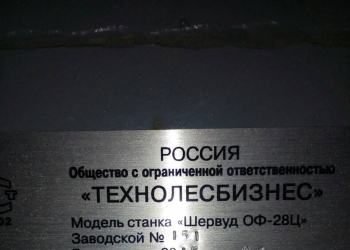 РОССИЯ
Общество с ограниченной ответственностью
«ТЕХНОЛЕСБИЗНЕС»
Модель станка «Шервуд ОФ-28Ц»
Заводской №